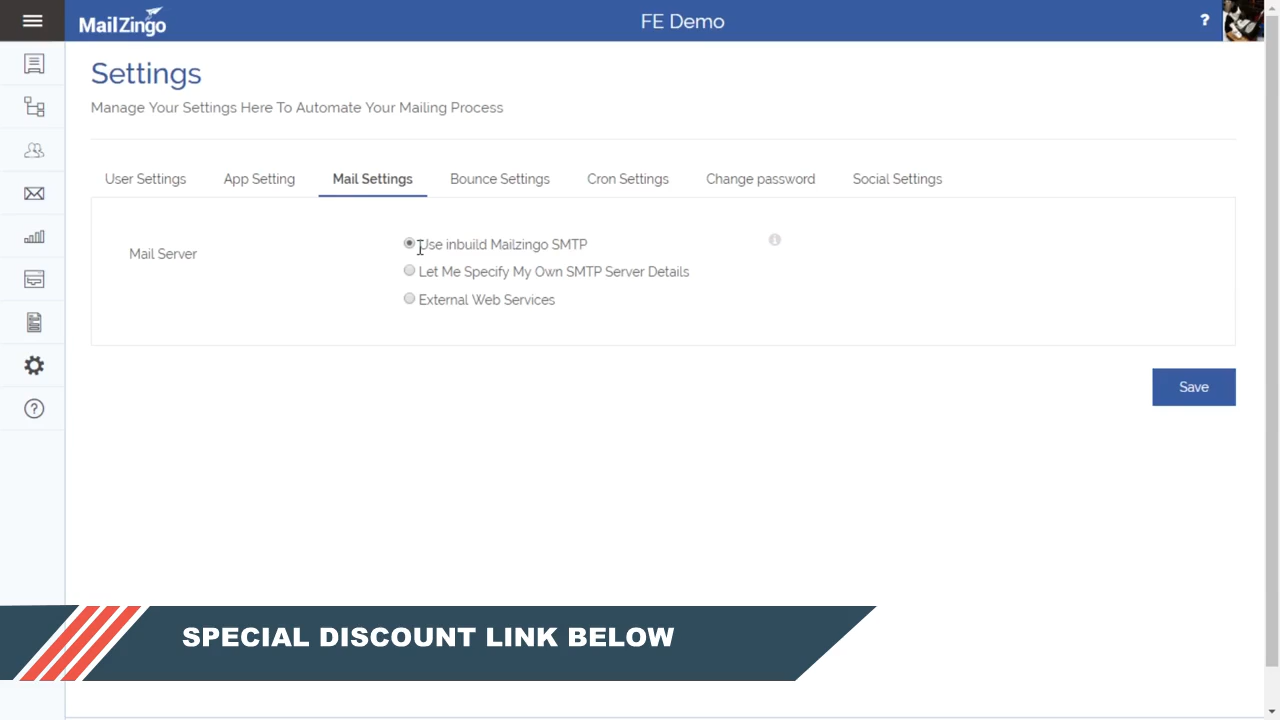 MailZingo
FE Demo
?
Settings
Manage Your Settings Here To Automate Your Mailing Process
User Settings
App Setting
Mail Settings
Bounce Settings
Cron Settings
Change password
Social Settings
Mail Server
Use inbuild Mailzingo SMTP
Let Me Specify My Own SMTP Server Details
External Web Services
Save
SPECIAL DISCOUNT LINK BELOW